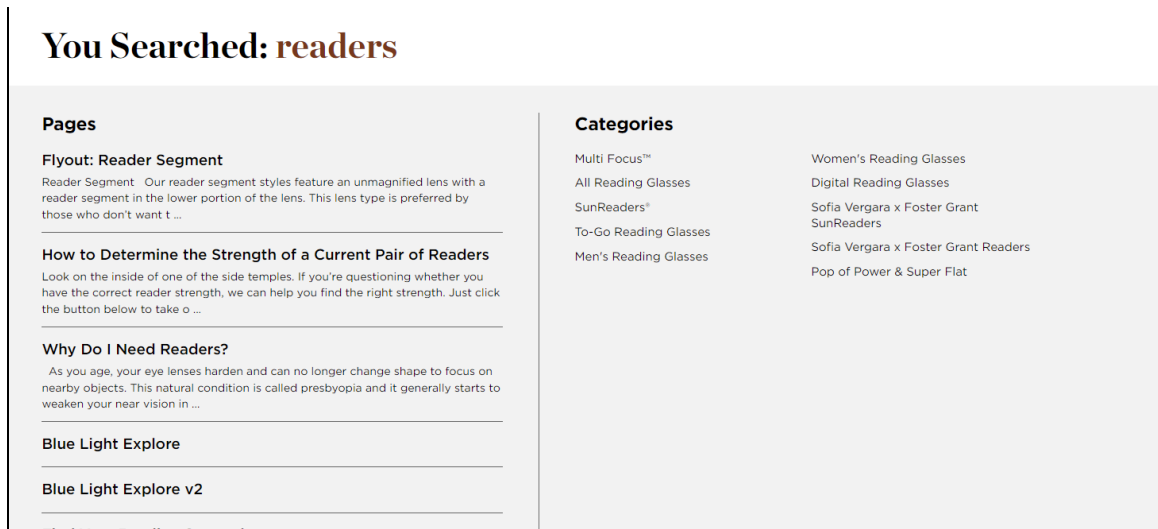 You Searched: readers
Pages
Flyout: Reader Segment
Reader Segment   Our reader segment styles feature an unmagnified lens with a
reader segment in the lower portion of the lens. This lens type is preferred by
those who don't want t ...
How to Determine the Strength of a Current Pair of Readers
Look on the inside of one of the side temples. If you're questioning whether you
have the correct reader strength, we can help you find the right strength. Just click
the button below to take o ...
Why Do I Need Readers?
As you age, your eye lenses harden and can no longer change shape to focus on
nearby objects. This natural condition is called presbyopia and it generally starts to
weaken your near vision in ...
Blue Light Explore
Blue Light Explore v2
Categories
Multi Focus™
All Reading Glasses
SunReaders®
To-Go Reading Glasses
Men's Reading Glasses
Women's Reading Glasses
Digital Reading Glasses
Sofia Vergara x Foster Grant
SunReaders
Sofia Vergara x Foster Grant Readers
Pop of Power & Super Flat